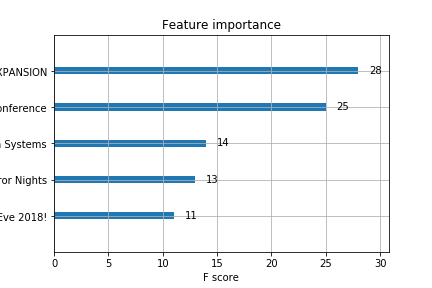 Feature importance
XPANSION
28
onference
25
Systems
14
ror Nights
13
Eve 2018!
11
0 5 10 15 20 25 30
F score